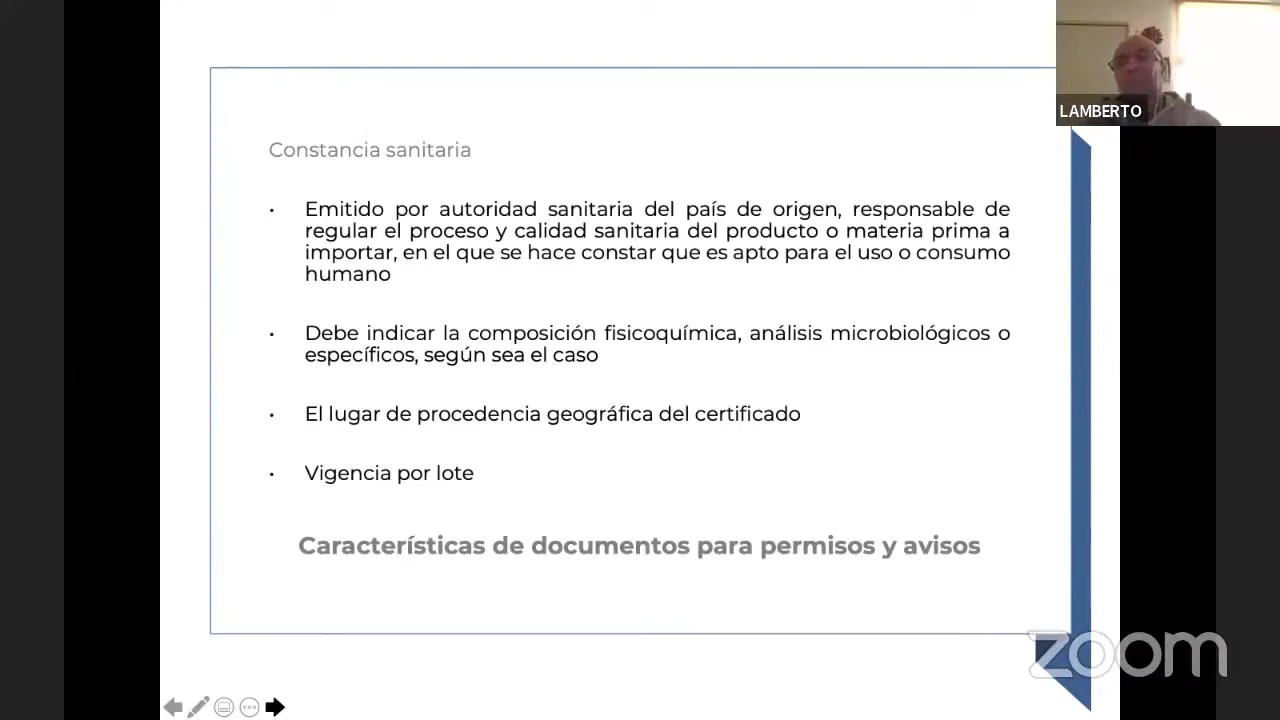 LAMBERTO
Constancia sanitaria
• Emitido por autoridad sanitaria del país de origen, responsable de
regular el proceso y calidad sanitaria del producto o materia prima a
importar, en el que se hace constar que es apto para el uso o consumo
humano
• Debe indicar la composición fisicoquímica, análisis microbiológicos o
específicos, según sea el caso
• El lugar de procedencia geográfica del certificado
• Vigencia por lote
Características de documentos para permisos y avisos
zoom